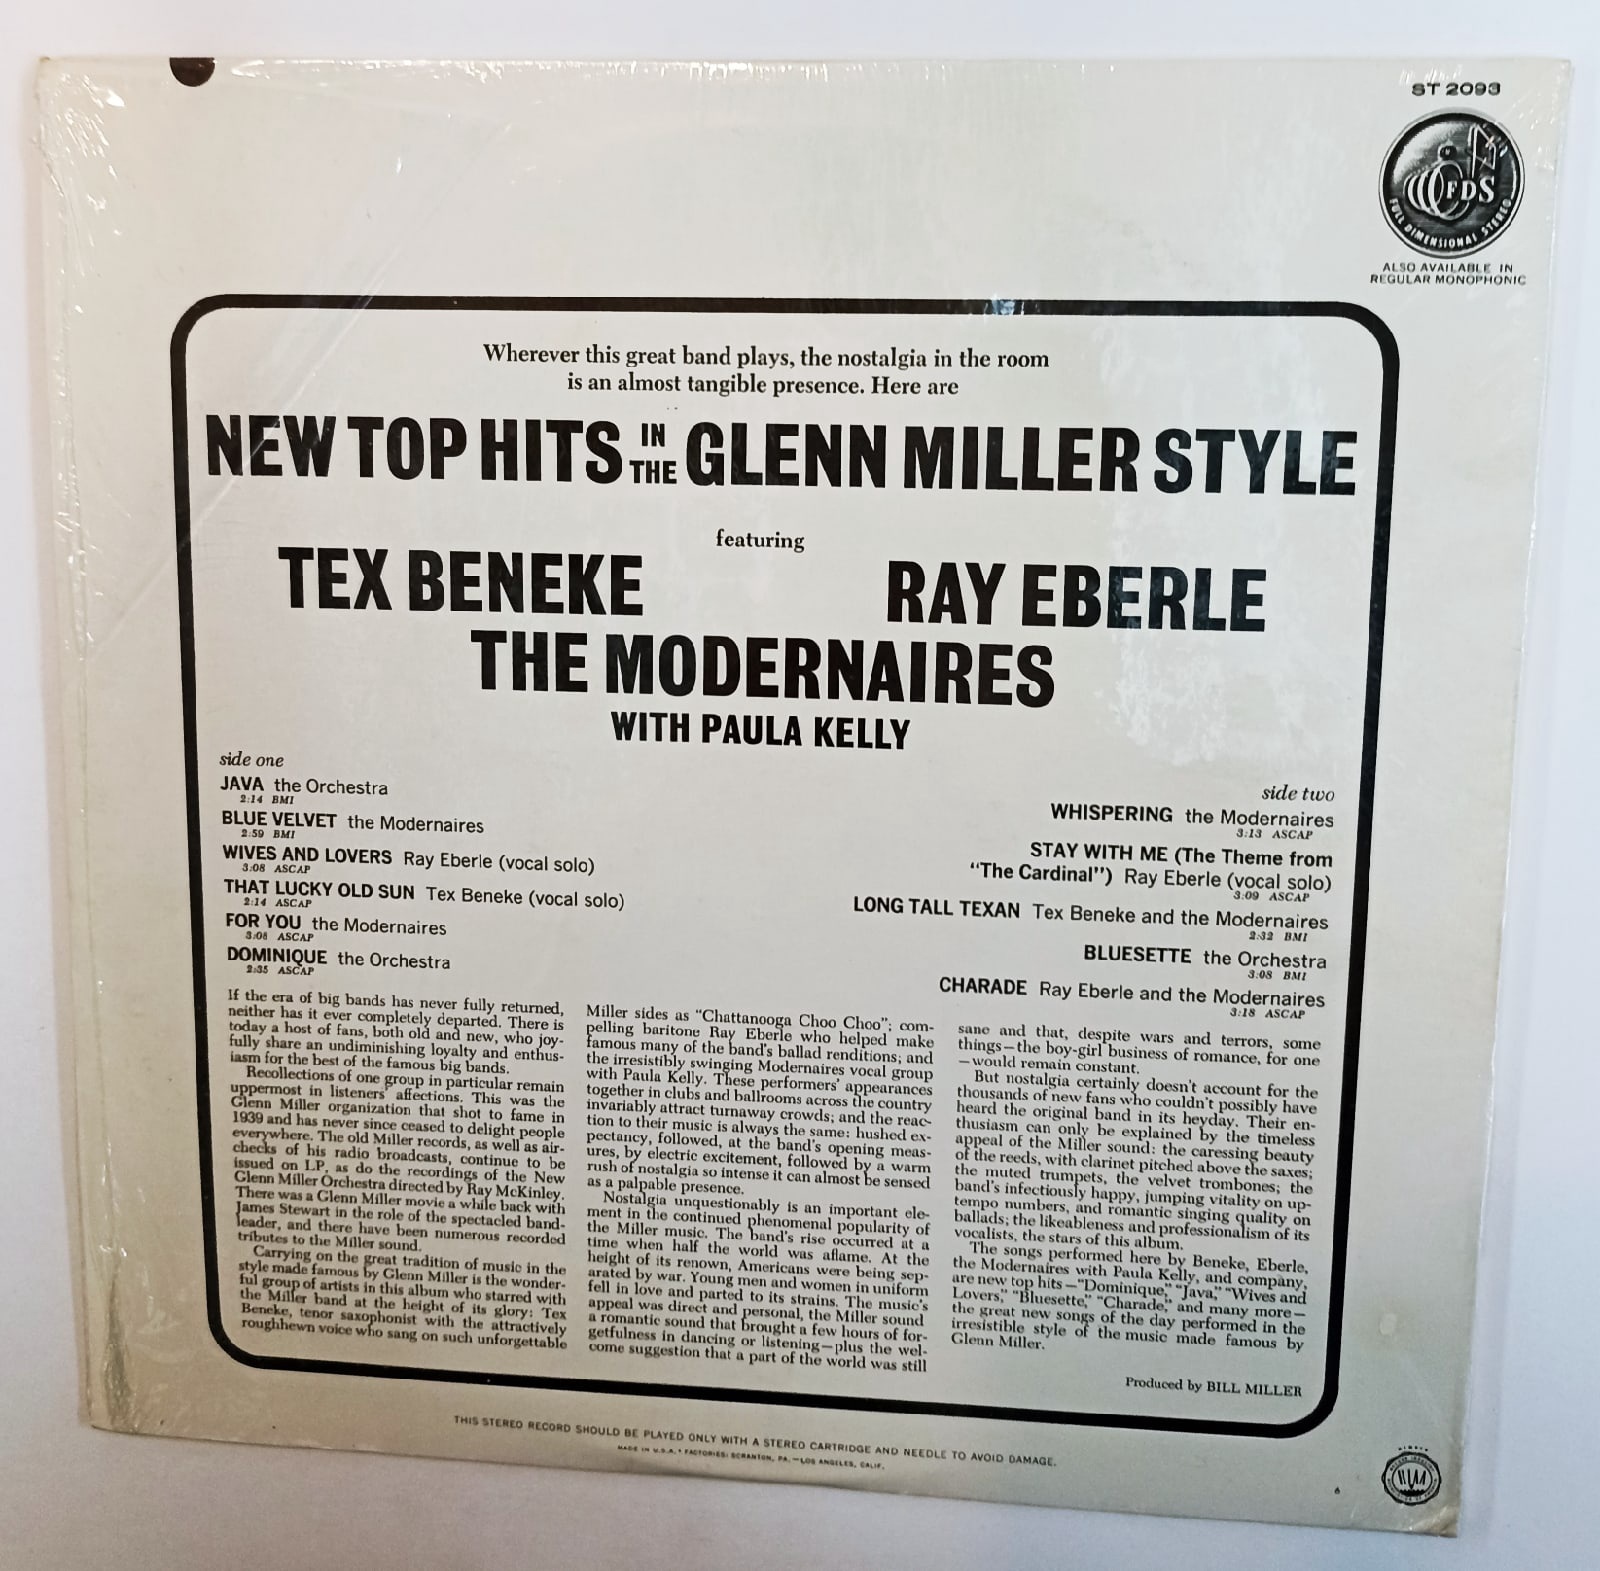 ST 2093
FDS
FULL DIMENSIONAL STEREO
ALSO AVAILABLE IN
REGULAR MONOPHONIC
Wherever this great band plays, the nostalgia in the room
is an almost tangible presence. Here are
NEW TOP HITS IN THE GLENN MILLER STYLE
featuring
TEX BENEKE RAY EBERLE
THE MODERNAIRES
WITH PAULA KELLY
side one
JAVA the Orchestra
2:14 BMI
BLUE VELVET the Modernaires
2:59 BMI
WIVES AND LOVERS Ray Eberle (vocal solo)
3:08 ASCAP
THAT LUCKY OLD SUN Tex Beneke (vocal solo)
2:14 ASCAP
FOR YOU the Modernaires
3:08 ASCAP
DOMINIQUE the Orchestra
2:35 ASCAP
side two
WHISPERING the Modernaires
3:13 ASCAP
STAY WITH ME (The Theme from
"The Cardinal") Ray Eberle (vocal solo)
3:09 ASCAP
LONG TALL TEXAN Tex Beneke and the Modernaires
2:32 BMI
BLUESETTE the Orchestra
3:08 BMI
CHARADE Ray Eberle and the Modernaires
3:18 ASCAP
If the era of big bands has never fully returned,
neither has it ever completely departed. There is
today a host of fans, both old and new, who joy-
fully share an undiminishing loyalty and enthus-
iasm for the best of the famous big bands.
Recollections of one group in particular remain
uppermost in listeners' affections. This was the
Glenn Miller organization that shot to fame in
1939 and has never since ceased to delight people
everywhere. The old Miller records, as well as air-
checks of his radio broadcasts, continue to be
issued on LP, as do the recordings of the New
Glenn Miller Orchestra directed by Ray McKinley.
There was a Glenn Miller movie a while back with
James Stewart in the role of the spectacled band-
leader, and there have been numerous recorded
tributes to the Miller sound.
Carrying on the great tradition of music in the
style made famous by Glenn Miller is the wonder-
ful group of artists in this album who starred with
the Miller band at the height of its glory: Tex
Beneke, tenor saxophonist with the attractively
roughhewn voice who sang on such unforgettable
Miller sides as "Chattanooga Choo Choo"; com-
pelling baritone Ray Eberle who helped make
famous many of the band's ballad renditions; and
the irresistibly swinging Modernaires vocal group
with Paula Kelly. These performers' appearances
together in clubs and ballrooms across the country
invariably attract turnaway crowds; and the reac-
tion to their music is always the same: hushed ex-
pectancy, followed, at the band's opening meas-
ures, by electric excitement, followed by a warm
rush of nostalgia so intense it can almost be sensed
as a palpable presence.
Nostalgia unquestionably is an important ele-
ment in the continued phenomenal popularity of
the Miller music. The band's rise occurred at a
time when half the world was aflame. At the
height of its renown, Americans were being sep-
arated by war. Young men and women in uniform
fell in love and parted to its strains. The music's
appeal was direct and personal, the Miller sound
a romantic sound that brought a few hours of for-
getfulness in dancing or listening—plus the wel-
come suggestion that a part of the world was still
sane and that, despite wars and terrors, some
things—the boy-girl business of romance, for one
—would remain constant.
But nostalgia certainly doesn't account for the
thousands of new fans who couldn't possibly have
heard the original band in its heyday. Their en-
thusiasm can only be explained by the timeless
appeal of the Miller sound: the caressing beauty
of the reeds, with clarinet pitched above the saxes;
the muted trumpets, the velvet trombones; the
band's infectiously happy, jumping vitality on up-
tempo numbers, and romantic singing quality on
ballads; the likeableness and professionalism of its
vocalists, the stars of this album.
The songs performed here by Beneke, Eberle,
the Modernaires with Paula Kelly, and company,
are new top hits—"Dominique," "Java," "Wives and
Lovers," "Bluesette," "Charade," and many more—
the great new songs of the day performed in the
irresistible style of the music made famous by
Glenn Miller.
Produced by BILL MILLER
THIS STEREO RECORD SHOULD BE PLAYED ONLY WITH A STEREO CARTRIDGE AND NEEDLE TO AVOID DAMAGE.
MADE IN U.S.A. • FACTORIES: SCRANTON, PA.—LOS ANGELES, CALIF.
6
RIAA